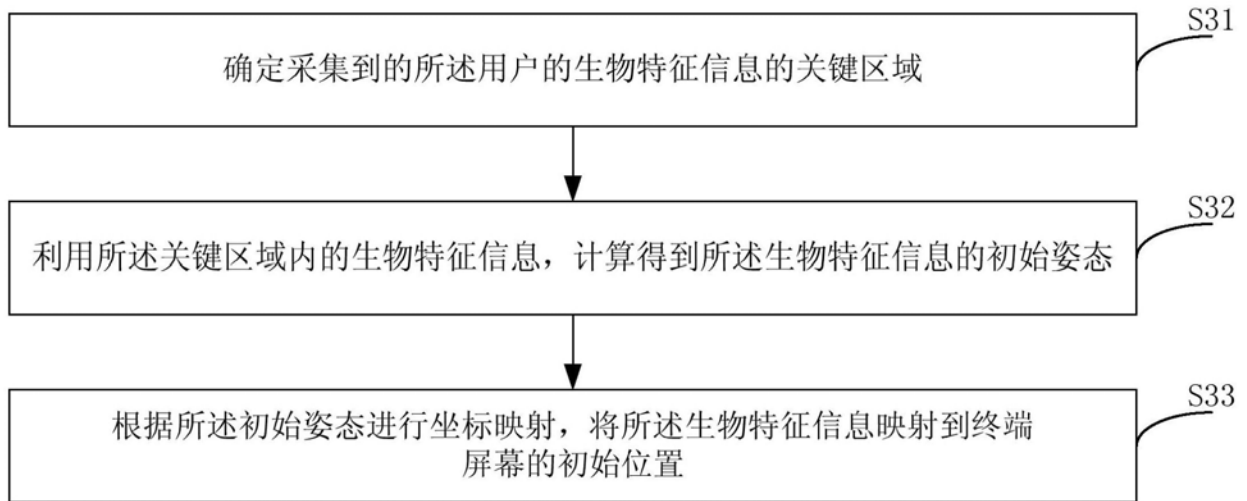 S31
确定采集到的所述用户的生物特征信息的关键区域
S32
利用所述关键区域内的生物特征信息，计算得到所述生物特征信息的初始姿态
S33
根据所述初始姿态进行坐标映射，将所述生物特征信息映射到终端
屏幕的初始位置